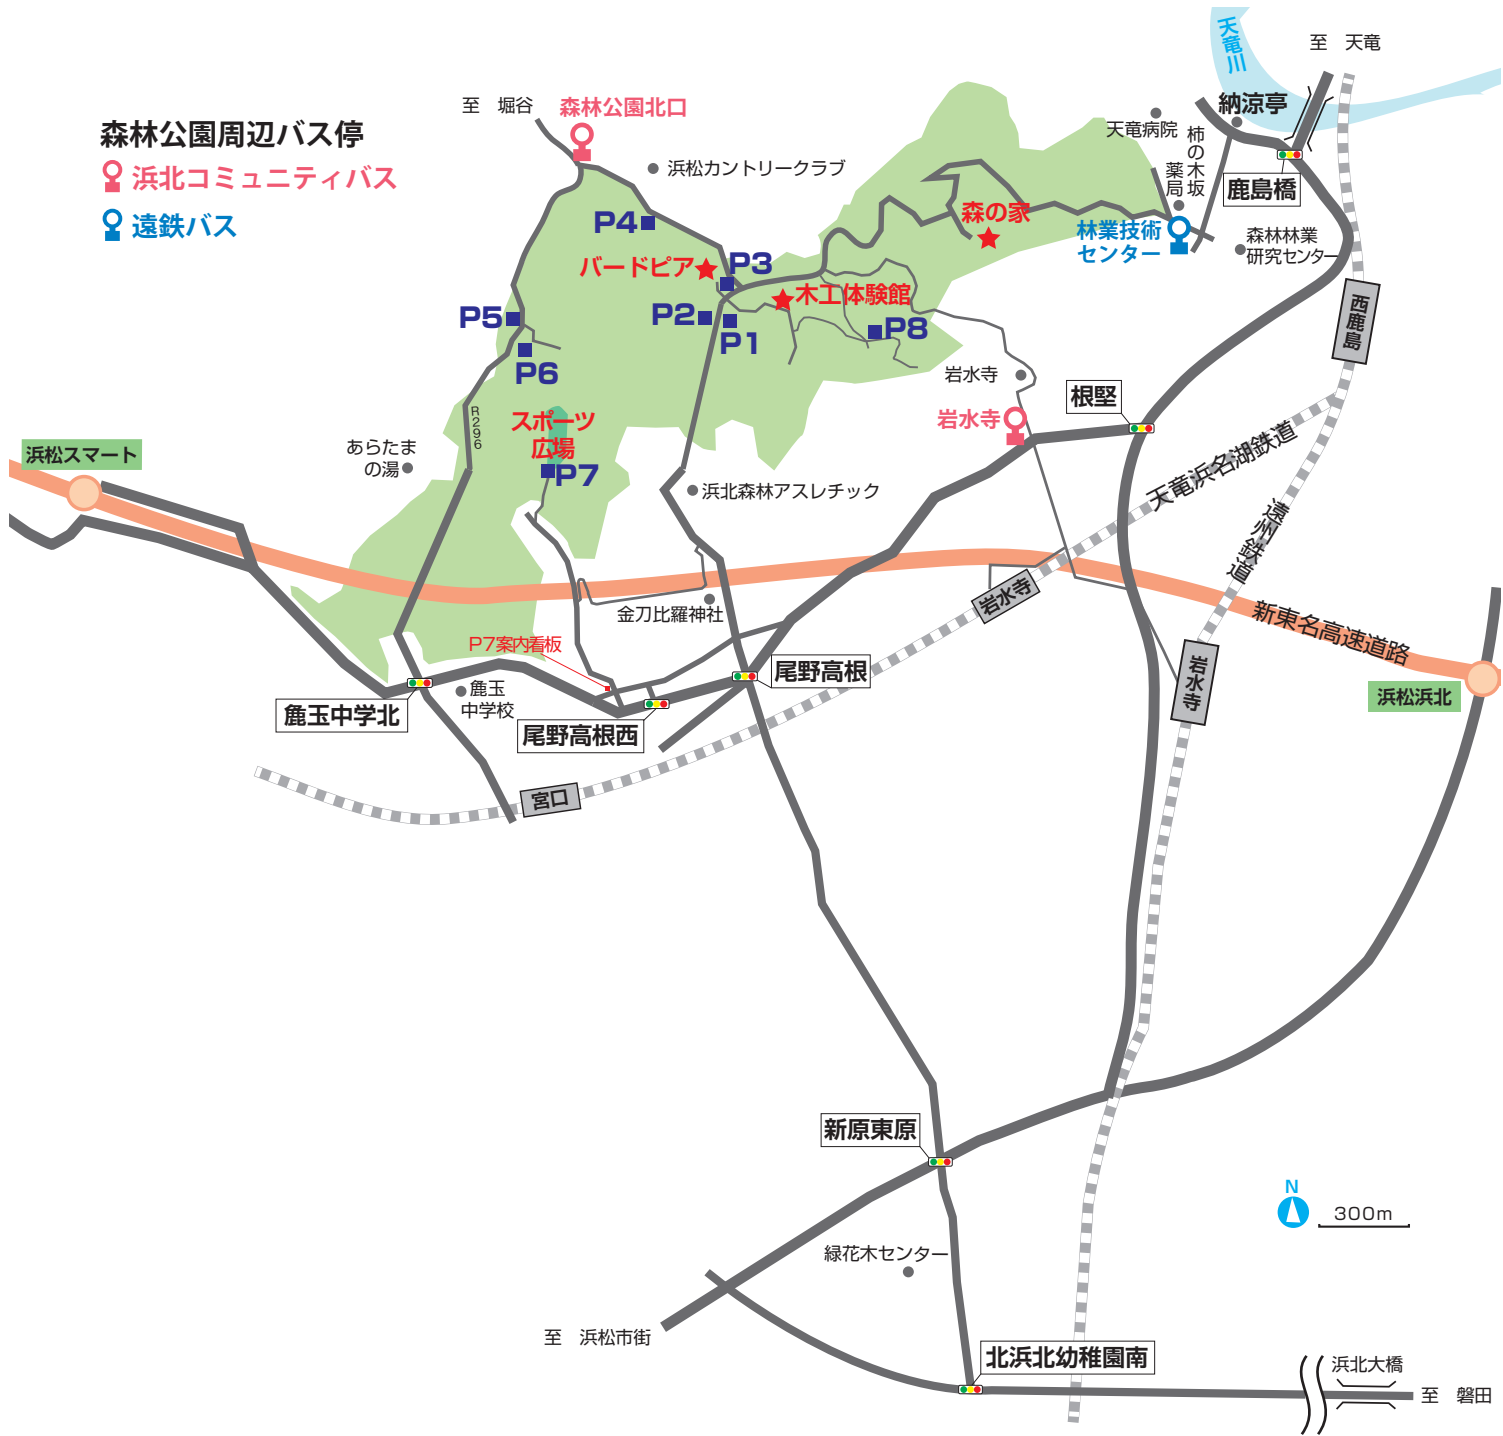 森林公園周辺バス停
浜北コミュニティバス
遠鉄バス
至　堀谷
森林公園北口
浜松カントリークラブ
天竜川
至　天竜
納涼亭
天竜病院
柿の木坂
薬局
鹿島橋
P4
バードピア
P3
森の家
林業技術
センター
森林林業
研究センター
木工体験館
P5
P2
P1
P8
P6
西鹿島
岩水寺
岩水寺
根堅
R296
スポーツ
広場
P7
あらたま
の湯
浜松スマート
浜北森林アスレチック
天竜浜名湖鉄道
遠州鉄道
金刀比羅神社
岩水寺
新東名高速道路
P7案内看板
尾野高根
岩水寺
浜松浜北
麁玉
中学校
麁玉中学北
尾野高根西
宮口
新原東原
N
300m
緑花木センター
至　浜松市街
北浜北幼稚園南
浜北大橋
至　磐田